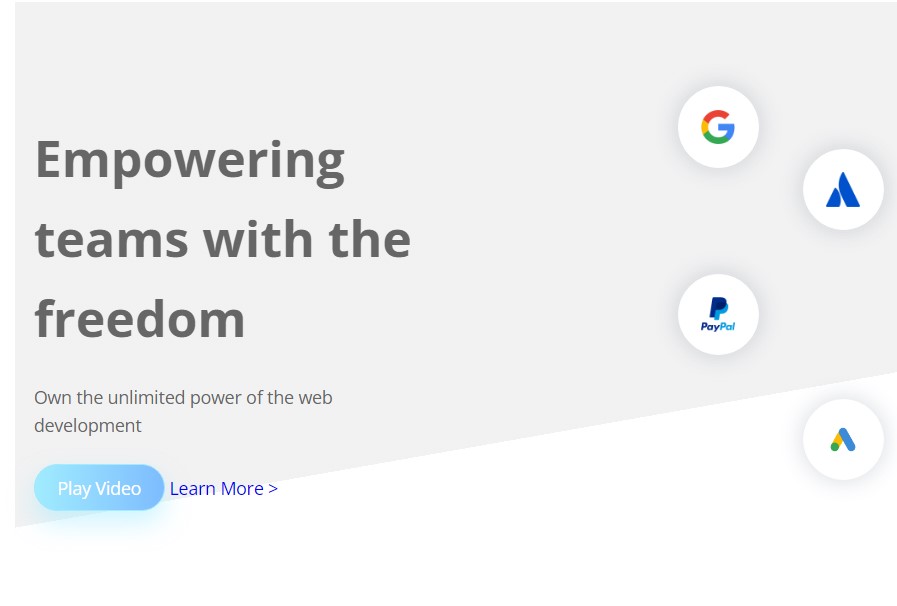 Empowering
teams with the
freedom
Own the unlimited power of the web
development
Play Video Learn More >
PayPal